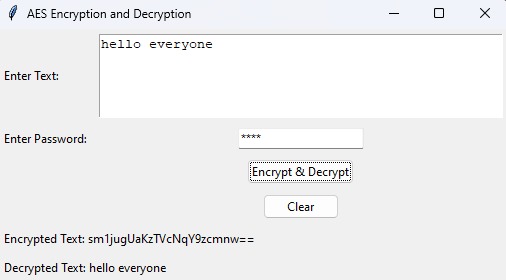 AES Encryption and Decryption
Enter Text:
hello everyone
Enter Password:
****
Encrypt & Decrypt
Clear
Encrypted Text: sm1jugUaKzTVcNqY9zcmnw==
Decrypted Text: hello everyone